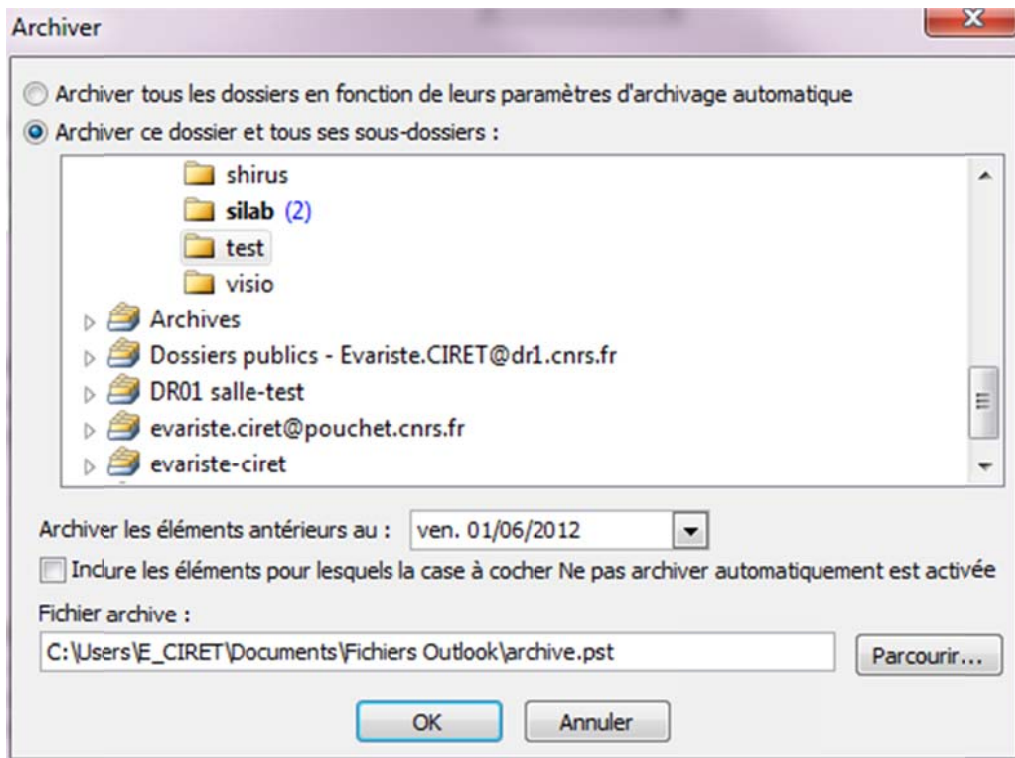 Archiver
Archiver tous les dossiers en fonction de leurs paramètres d'archivage automatique
Archiver ce dossier et tous ses sous-dossiers :
shirus
silab (2)
test
visio
Archives
Dossiers publics - Evariste.CIRET@dr1.cnrs.fr
DR01 salle-test
evariste.ciret@pouchet.cnrs.fr
evariste-ciret
Archiver les éléments antérieurs au : ven. 01/06/2012
Inclure les éléments pour lesquels la case à cocher Ne pas archiver automatiquement est activée
Fichier archive :
C:\Users\E_CIRET\Documents\Fichiers Outlook\archive.pst Parcourir...
OK Annuler